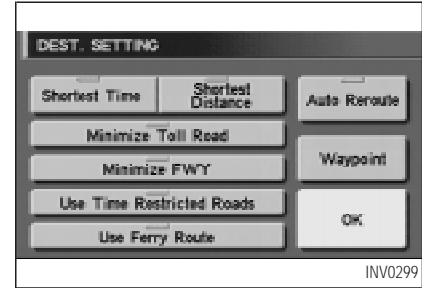 DEST. SETTING
Shortest Time
Shortest
Distance
Auto Reroute
Minimize Toll Road
Minimize FWY
Waypoint
Use Time Restricted Roads
Use Ferry Route
OK
INV0299